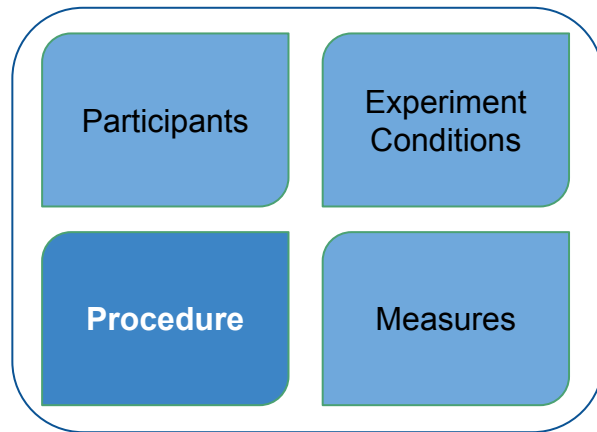 Participants
Experiment
Conditions
Procedure
Measures